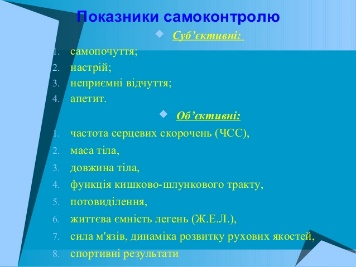 Показники самоконтролю
Суб'єктивні:
1. самопочуття;
2. настрій;
3. неприємні відчуття;
4. апетит.
Об'єктивні:
1. частота серцевих скорочень (ЧСС),
2. маса тіла,
3. довжина тіла,
4. функція кишково-шлункового тракту,
5. потовиділення,
6. життєва ємність легень (Ж.Е.Л.),
7. сила м'язів, динаміка розвитку рухових якостей,
8. спортивні результати